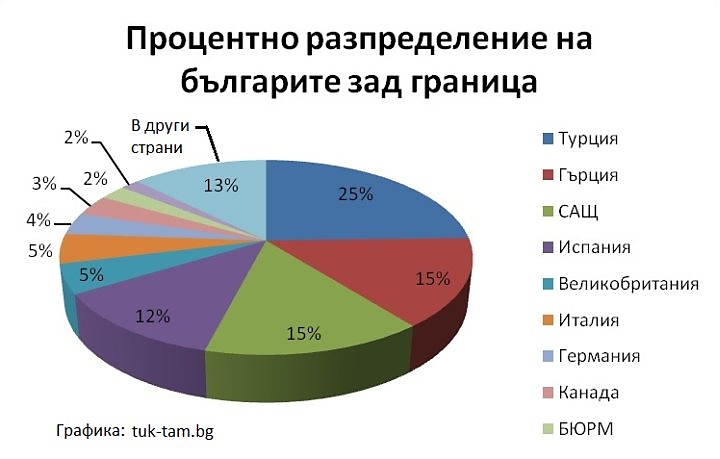 Процентно разпределение на
българите зад граница
В други
страни
2%
2%
3%
4%
5%
5%
12%
15%
15%
25%
13%
Турция
Гърция
САЩ
Испания
Великобритания
Италия
Германия
Канада
БЮРМ
Графика: tuk-tam.bg